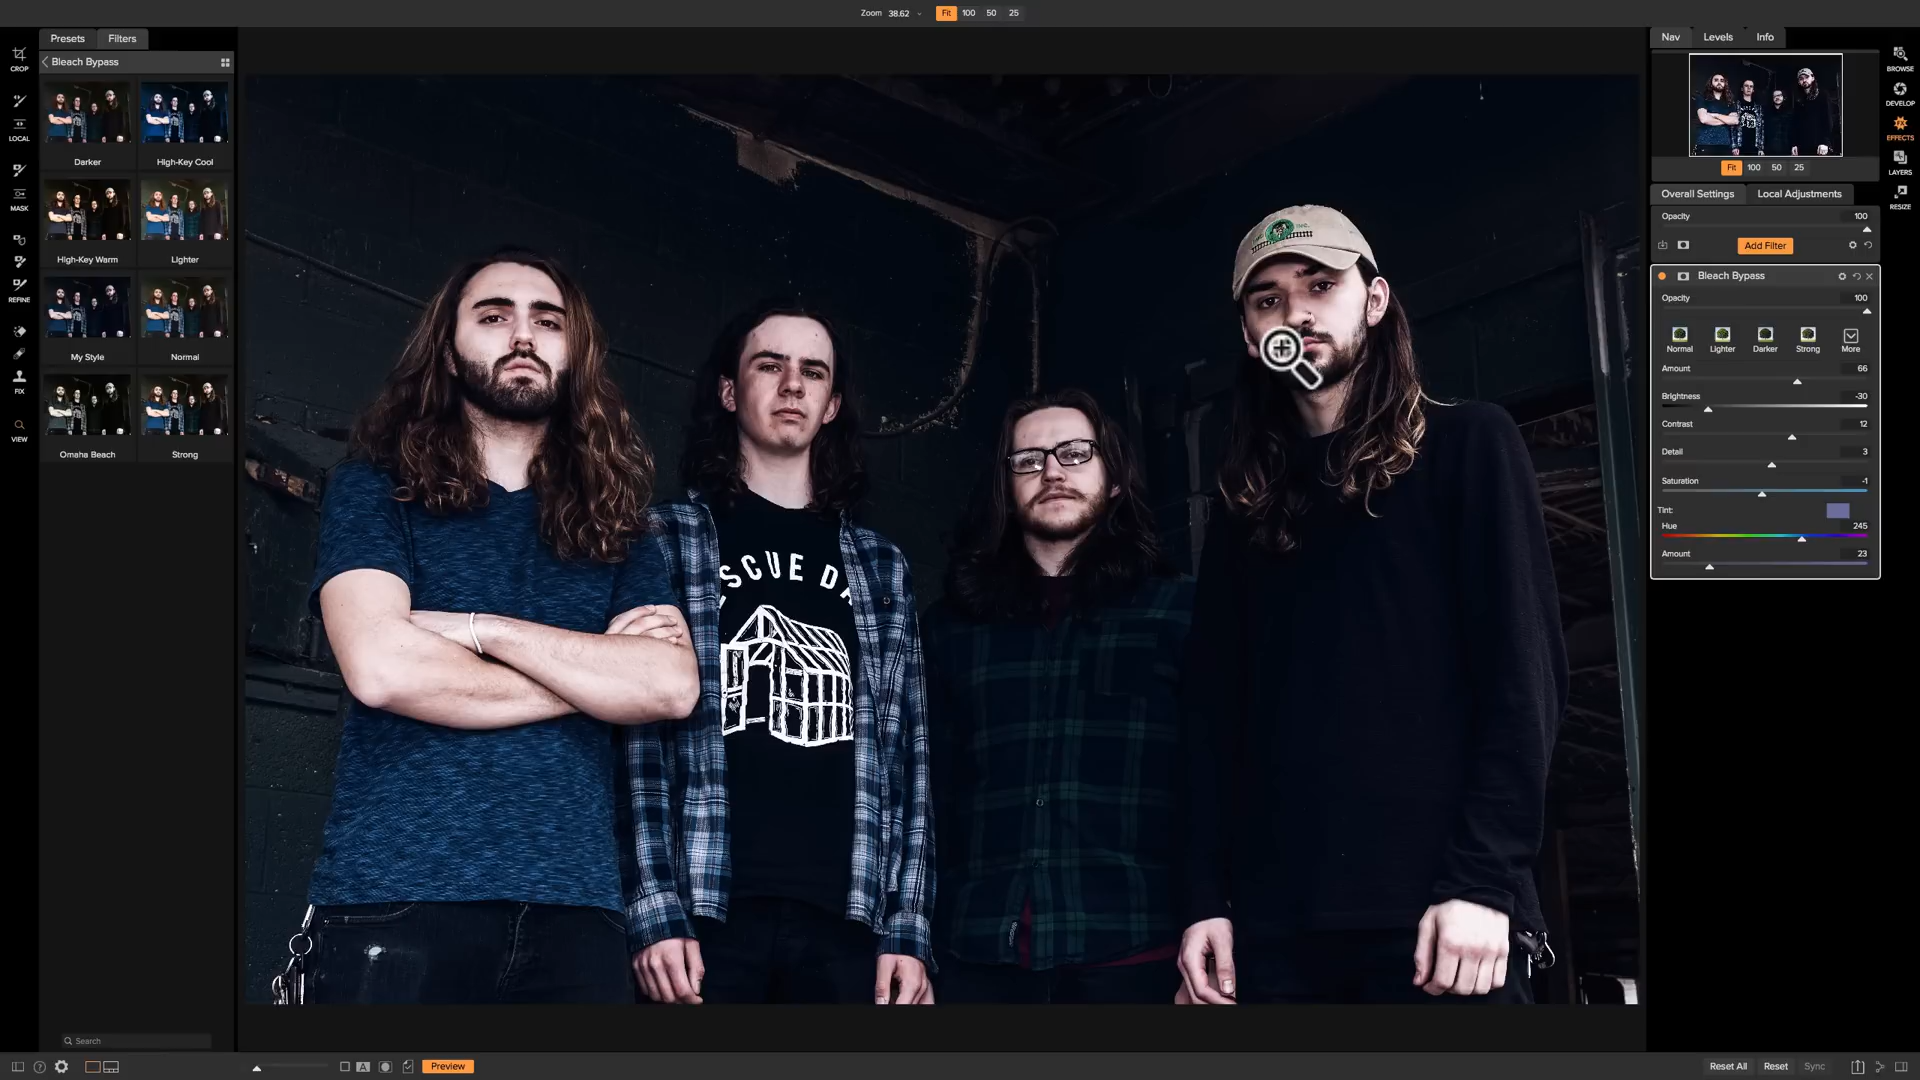 Zoom 38.62 Fit 100 50 25
Presets Filters
Bleach Bypass
Darker High-Key Cool
High-Key Warm Lighter
My Style Normal
Omaha Beach Strong
Search
CROP
LOCAL
MASK
REFINE
FIX
VIEW
SCUE D
Nav Levels Info
Fit 100 50 25
BROWSE
DEVELOP
EFFECTS
LAYERS
RESIZE
Overall Settings Local Adjustments
Opacity 100
Add Filter
Bleach Bypass
Opacity 100
Normal Lighter Darker Strong More
Amount 66
Brightness -30
Contrast 12
Detail 3
Saturation -1
Tint:
Hue 245
Amount 23
A Preview
Reset All Reset Sync